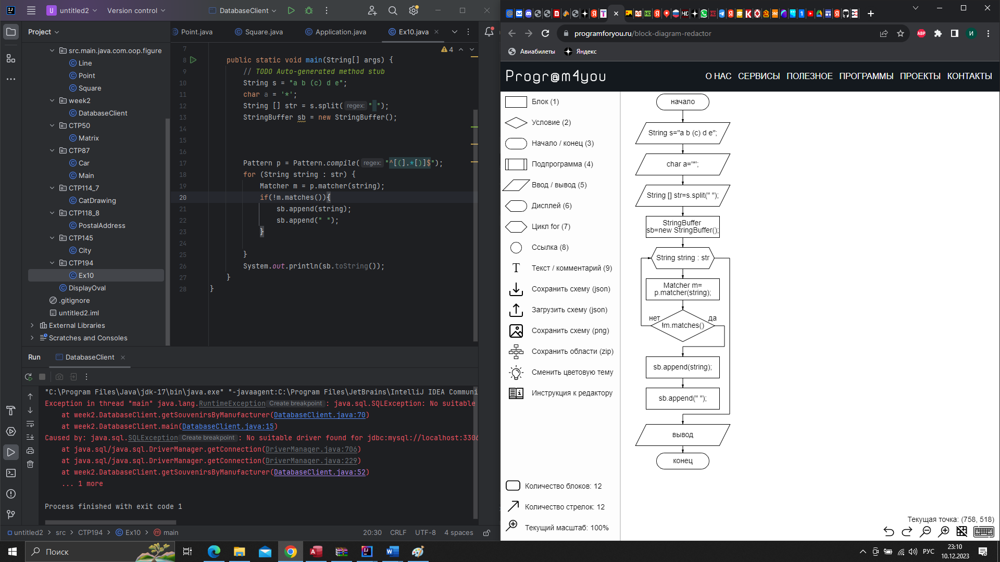 untitled2
Version control
DatabaseClient
Project
src.main.java.com.oop.figure
Line
Point
Square
week2
DatabaseClient
CTP50
Matrix
CTP87
Car
Main
CTP114_7
CatDrawing
CTP118_8
PostalAddress
CTP145
City
CTP194
Ex10
DisplayOval
.gitignore
untitled2.iml
External Libraries
Scratches and Consoles
Point.java
Square.java
Application.java
Ex10.java
4
7
8 public static void main(String[] args) {
9 // TODO Auto-generated method stub
10 String s = "a b (c) d e";
11 char a = '*';
12 String [] str = s.split( regex: " ");
13 StringBuffer sb = new StringBuffer();
14
15
16
17 Pattern p = Pattern.compile( regex: "^[(].*[)]$");
18 for (String string : str) {
19 Matcher m = p.matcher(string);
20 if(!m.matches()){
21 sb.append(string);
22 sb.append(" ");
23 }
24
25 }
26 System.out.println(sb.toString());
27 }
28 }
Run
DatabaseClient
"C:\Program Files\Java\jdk-17\bin\java.exe" "-javaagent:C:\Program Files\JetBrains\IntelliJ IDEA Communi
Exception in thread "main" java.lang.RuntimeException Create breakpoint : java.sql.SQLException: No suitable
at week2.DatabaseClient.getSouvenirsByManufacturer(DatabaseClient.java:70)
at week2.DatabaseClient.main(DatabaseClient.java:15)
Caused by: java.sql.SQLException Create breakpoint : No suitable driver found for jdbc:mysql://localhost:3306
at java.sql/java.sql.DriverManager.getConnection(DriverManager.java:706)
at java.sql/java.sql.DriverManager.getConnection(DriverManager.java:229)
at week2.DatabaseClient.getSouvenirsByManufacturer(DatabaseClient.java:52)
... 1 more
Process finished with exit code 1
untitled2 > src > CTP194 > Ex10 > main
20:30
CRLF
UTF-8
4 spaces
programforyou.ru/block-diagram-redactor
ABP
И
Авиабилеты
Яндекс
Progr@m4you
О НАС
СЕРВИСЫ
ПОЛЕЗНОЕ
ПРОГРАММЫ
ПРОЕКТЫ
КОНТАКТЫ
Блок (1)
Условие (2)
Начало / конец (3)
Подпрограмма (4)
Ввод / вывод (5)
Дисплей (6)
Цикл for (7)
Ссылка (8)
T Текст / комментарий (9)
Сохранить схему (json)
Загрузить схему (json)
Сохранить схему (png)
Сохранить области (zip)
Сменить цветовую тему
Инструкция к редактору
Количество блоков: 12
Количество стрелок: 12
Текущий масштаб: 100%
начало
String s="a b (c) d e";
char a='*';
String [] str=s.split(" ");
StringBuffer
sb=new StringBuffer();
String string : str
Matcher m=
p.matcher(string);
нет
да
!m.matches()
sb.append(string);
sb.append(" ");
вывод
конец
Текущая точка: (758, 518)
Поиск
РУС
23:10
10.12.2023